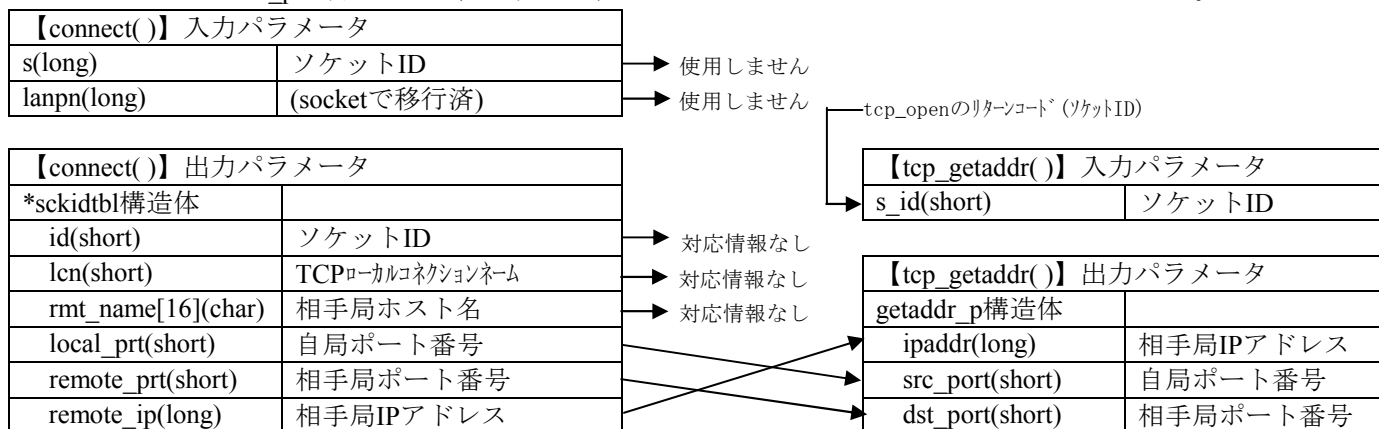 【connect( )】入力パラメータ
s(long) ソケットID 使用しません
lanpn(long) (socketで移行済) 使用しません
tcp_openのリターンコード(ソケットID)
【connect( )】出力パラメータ
*sckidtbl構造体
id(short) ソケットID 対応情報なし
lcn(short) TCPローカルコネクションネーム 対応情報なし
rmt_name[16](char) 相手局ホスト名 対応情報なし
local_prt(short) 自局ポート番号
remote_prt(short) 相手局ポート番号
remote_ip(long) 相手局IPアドレス
【tcp_getaddr( )】入力パラメータ
s_id(short) ソケットID
【tcp_getaddr( )】出力パラメータ
getaddr_p構造体
ipaddr(long) 相手局IPアドレス
src_port(short) 自局ポート番号
dst_port(short) 相手局ポート番号